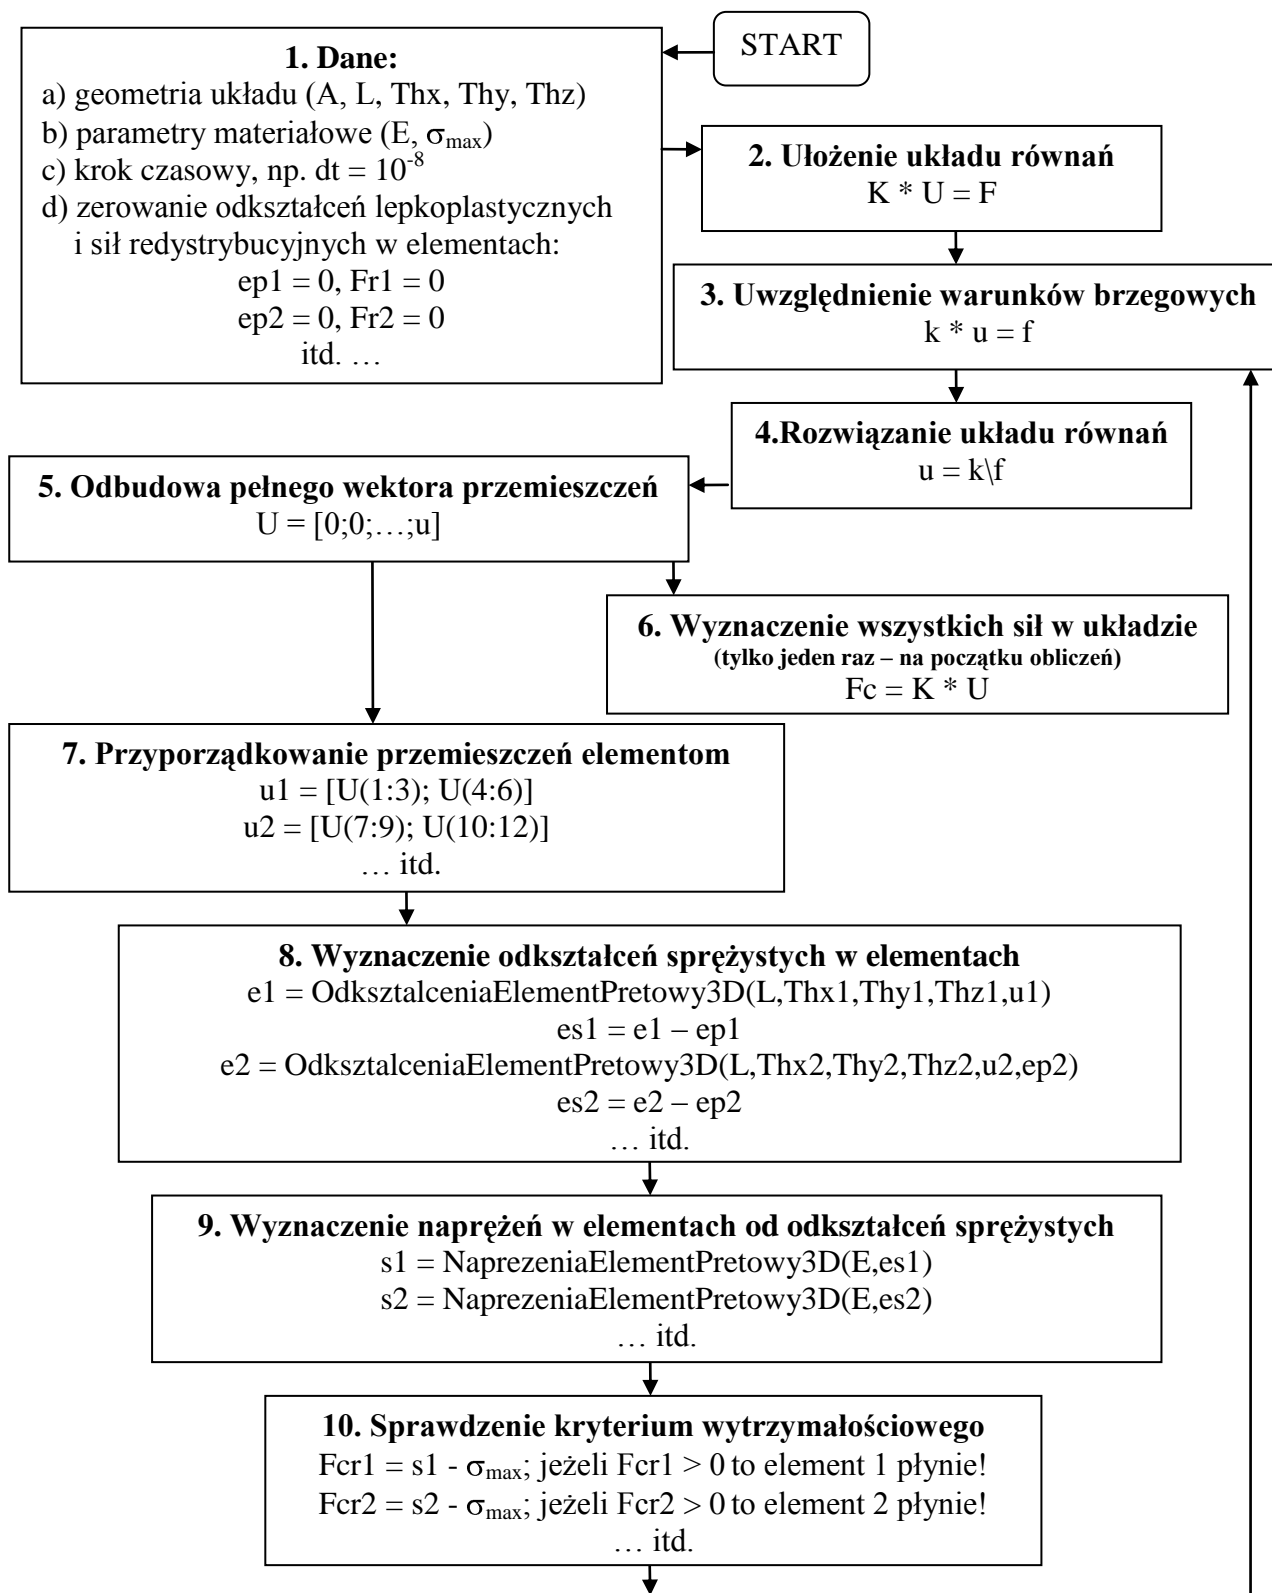 START
1. Dane:
a) geometria układu (A, L, Thx, Thy, Thz)
b) parametry materiałowe (E, σmax)
c) krok czasowy, np. dt = 10-8
d) zerowanie odkształceń lepkoplastycznych
i sił redystrybucyjnych w elementach:
ep1 = 0, Fr1 = 0
ep2 = 0, Fr2 = 0
itd. …
2. Ułożenie układu równań
K * U = F
3. Uwzględnienie warunków brzegowych
k * u = f
4.Rozwiązanie układu równań
u = k\f
5. Odbudowa pełnego wektora przemieszczeń
U = [0;0;…;u]
6. Wyznaczenie wszystkich sił w układzie
(tylko jeden raz – na początku obliczeń)
Fc = K * U
7. Przyporządkowanie przemieszczeń elementom
u1 = [U(1:3); U(4:6)]
u2 = [U(7:9); U(10:12)]
… itd.
8. Wyznaczenie odkształceń sprężystych w elementach
e1 = OdksztalceniaElementPretowy3D(L,Thx1,Thy1,Thz1,u1)
es1 = e1 – ep1
e2 = OdksztalceniaElementPretowy3D(L,Thx2,Thy2,Thz2,u2,ep2)
es2 = e2 – ep2
… itd.
9. Wyznaczenie naprężeń w elementach od odkształceń sprężystych
s1 = NaprezeniaElementPretowy3D(E,es1)
s2 = NaprezeniaElementPretowy3D(E,es2)
… itd.
10. Sprawdzenie kryterium wytrzymałościowego
Fcr1 = s1 - σmax; jeżeli Fcr1 > 0 to element 1 płynie!
Fcr2 = s2 - σmax; jeżeli Fcr2 > 0 to element 2 płynie!
… itd.